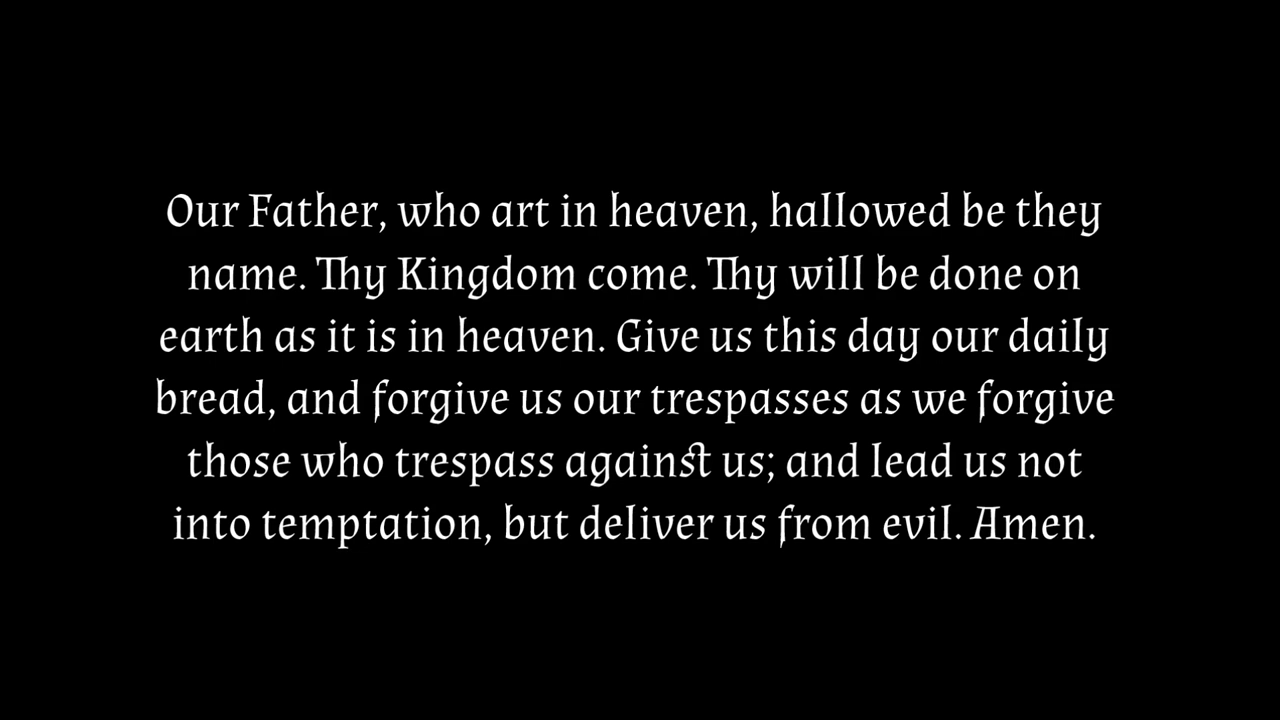 Our Father, who art in heaven, hallowed be they
name. Thy Kingdom come. Thy will be done on
earth as it is in heaven. Give us this day our daily
bread, and forgive us our trespasses as we forgive
those who trespass against us; and lead us not
into temptation, but deliver us from evil. Amen.